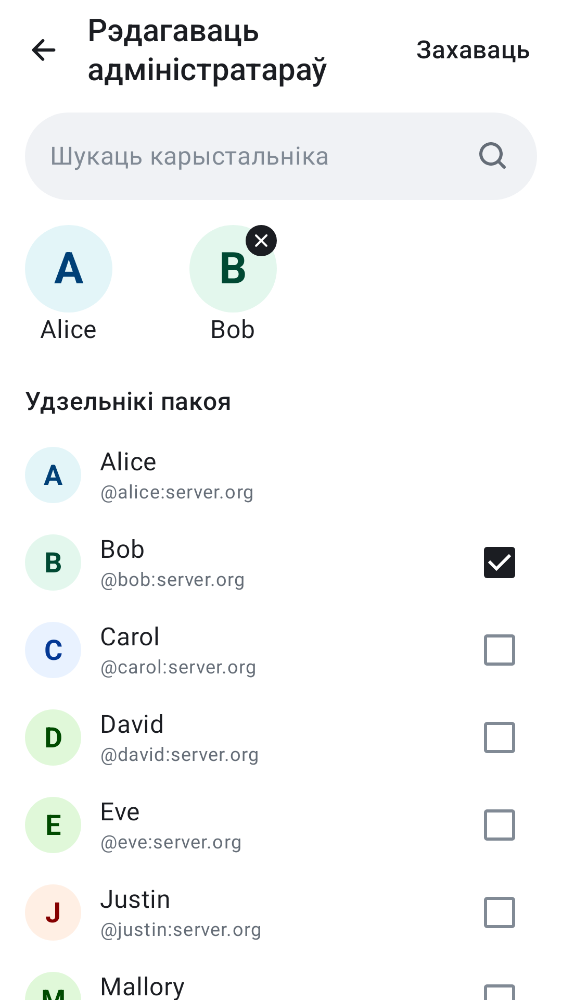 Рэдагаваць
адміністратараў
Захаваць
Шукаць карыстальніка
A
B
Alice
Bob
Удзельнікі пакоя
A
Alice
@alice:server.org
B
Bob
@bob:server.org
C
Carol
@carol:server.org
D
David
@david:server.org
E
Eve
@eve:server.org
J
Justin
@justin:server.org
M
Mallory